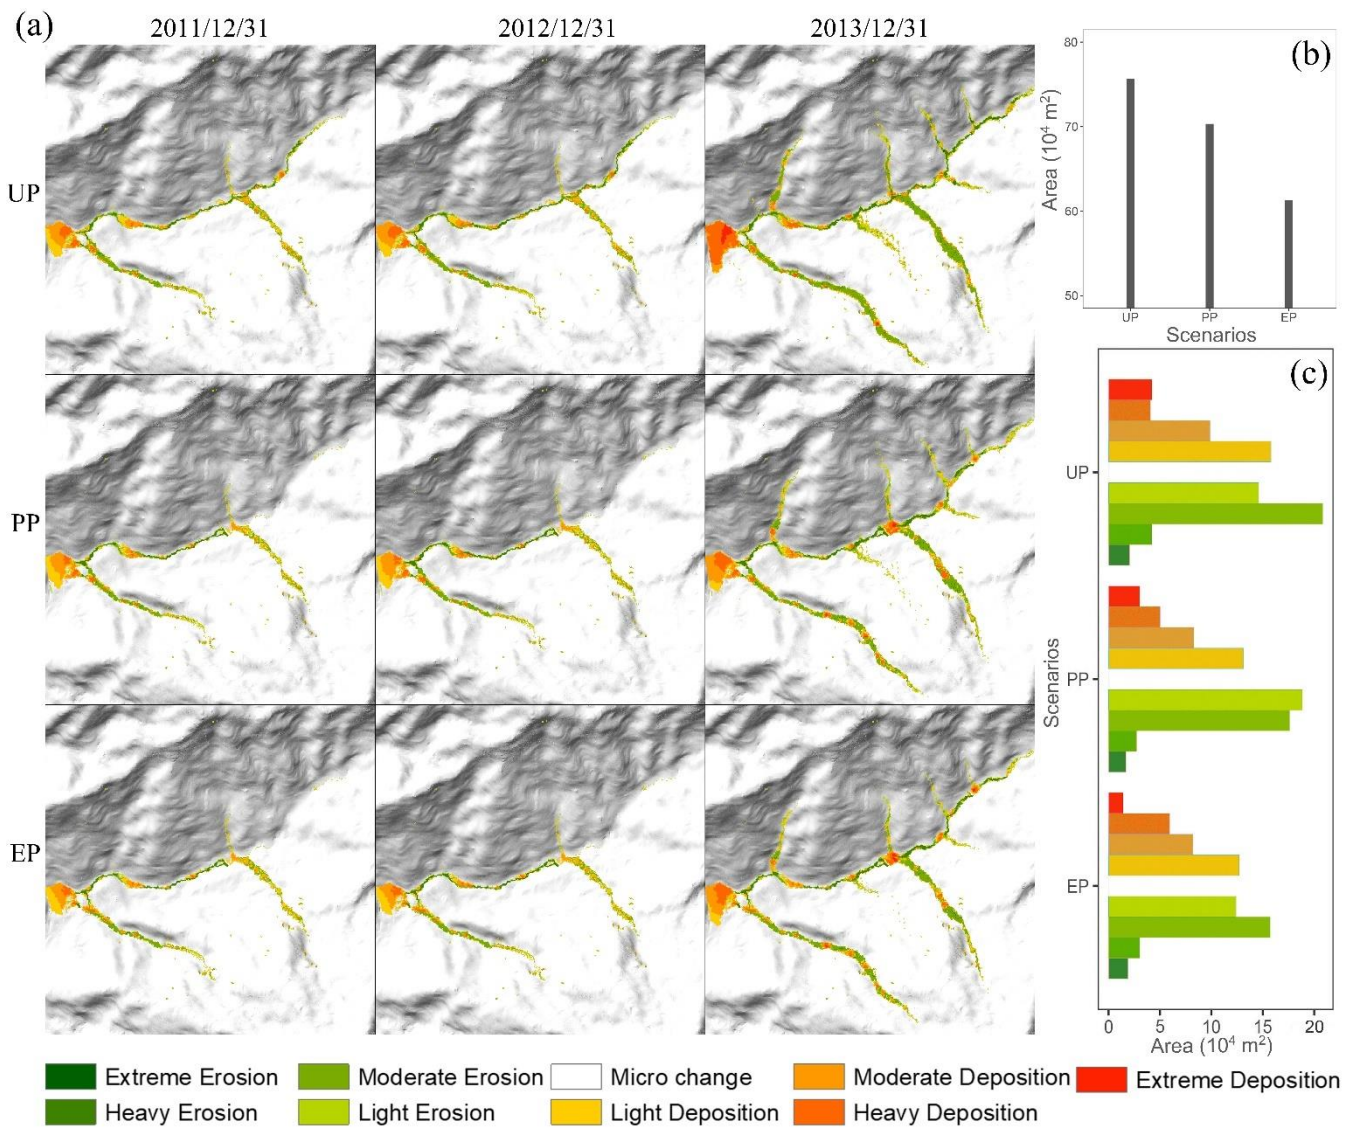 (a)
2011/12/31 2012/12/31 2013/12/31
UP
PP
EP
(b)
80
70
60
50
Area (10⁴ m²)
UP PP EP
Scenarios
(c)
UP
PP
EP
Scenarios
0 5 10 15 20
Area (10⁴ m²)
Extreme Erosion Moderate Erosion Micro change Moderate Deposition Extreme Deposition
Heavy Erosion Light Erosion Light Deposition Heavy Deposition